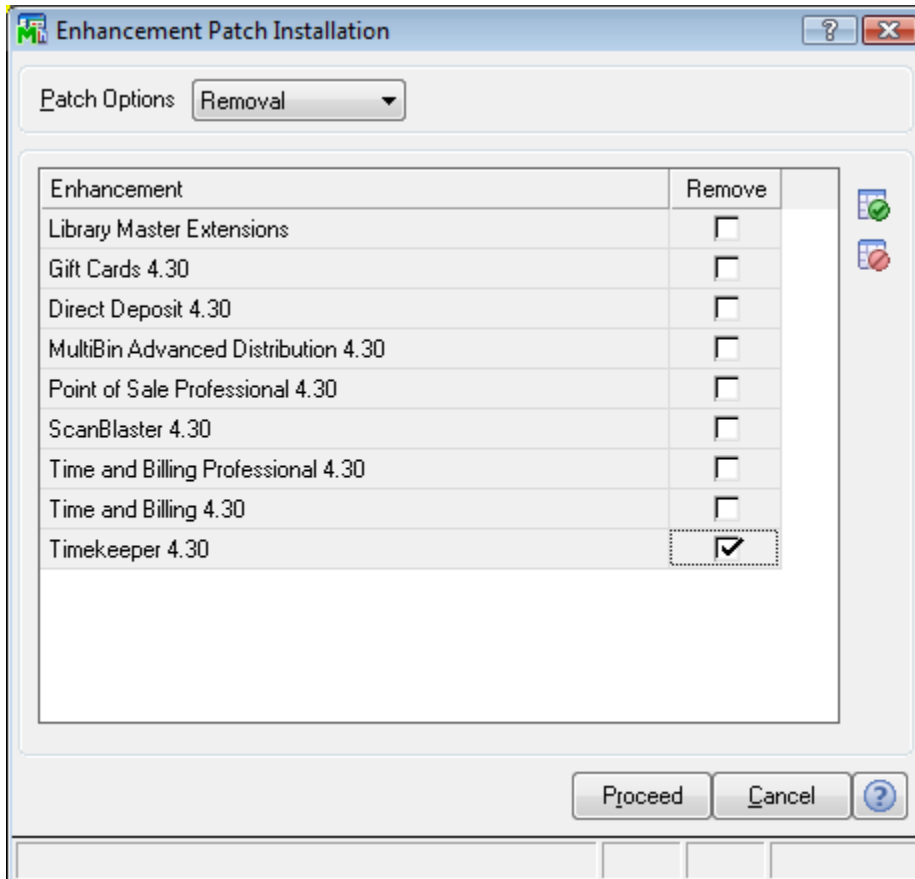 Enhancement Patch Installation
Patch Options Removal
Enhancement Remove
Library Master Extensions
Gift Cards 4.30
Direct Deposit 4.30
MultiBin Advanced Distribution 4.30
Point of Sale Professional 4.30
ScanBlaster 4.30
Time and Billing Professional 4.30
Time and Billing 4.30
Timekeeper 4.30
Proceed Cancel